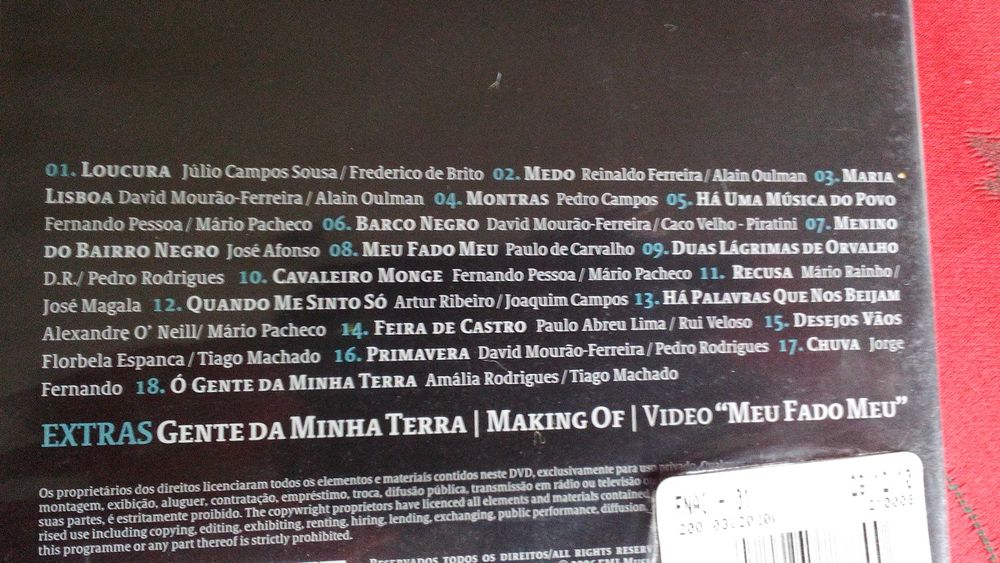 01. LOUCURA Júlio Campos Sousa / Frederico de Brito 02. MEDO Reinaldo Ferreira / Alain Oulman 03. MARIA
LISBOA David Mourão-Ferreira / Alain Oulman 04. MONTRAS Pedro Campos 05. HÁ UMA MÚSICA DO POVO
Fernando Pessoa / Mário Pacheco 06. BARCO NEGRO David Mourão-Ferreira / Caco Velho - Piratini 07. MENINO
DO BAIRRO NEGRO José Afonso 08. MEU FADO MEU Paulo de Carvalho 09. DUAS LÁGRIMAS DE ORVALHO
D.R./ Pedro Rodrigues 10. CAVALEIRO MONGE Fernando Pessoa / Mário Pacheco 11. RECUSA Mário Rainho /
José Magala 12. QUANDO ME SINTO SÓ Artur Ribeiro / Joaquim Campos 13. HÁ PALAVRAS QUE NOS BEIJAM
Alexandre O' Neill/ Mário Pacheco 14. FEIRA DE CASTRO Paulo Abreu Lima / Rui Veloso 15. DESEJOS VÃOS
Florbela Espanca / Tiago Machado 16. PRIMAVERA David Mourão-Ferreira / Pedro Rodrigues 17. CHUVA Jorge
Fernando 18. Ó GENTE DA MINHA TERRA Amália Rodrigues / Tiago Machado
EXTRAS GENTE DA MINHA TERRA | MAKING OF | VIDEO “MEU FADO MEU”
Os proprietários dos direitos licenciaram todos os elementos e materiais contidos neste DVD, exclusivamente para uso privado.
montagem, exibição, aluguer, contratação, empréstimo, troca, difusão pública, transmissão em rádio ou televisão o
suas partes, é estritamente proibido. The copyright proprietors have licenced all elements and materials contained
rised use including copying, editing, exhibiting, renting, hiring, lending, exchanging, public performance, diffusion,
this programme or any part thereof is strictly prohibited.
RESERVADOS TODOS OS DIREITOS/ALL RIGHTS RESERV
FNAC - 01